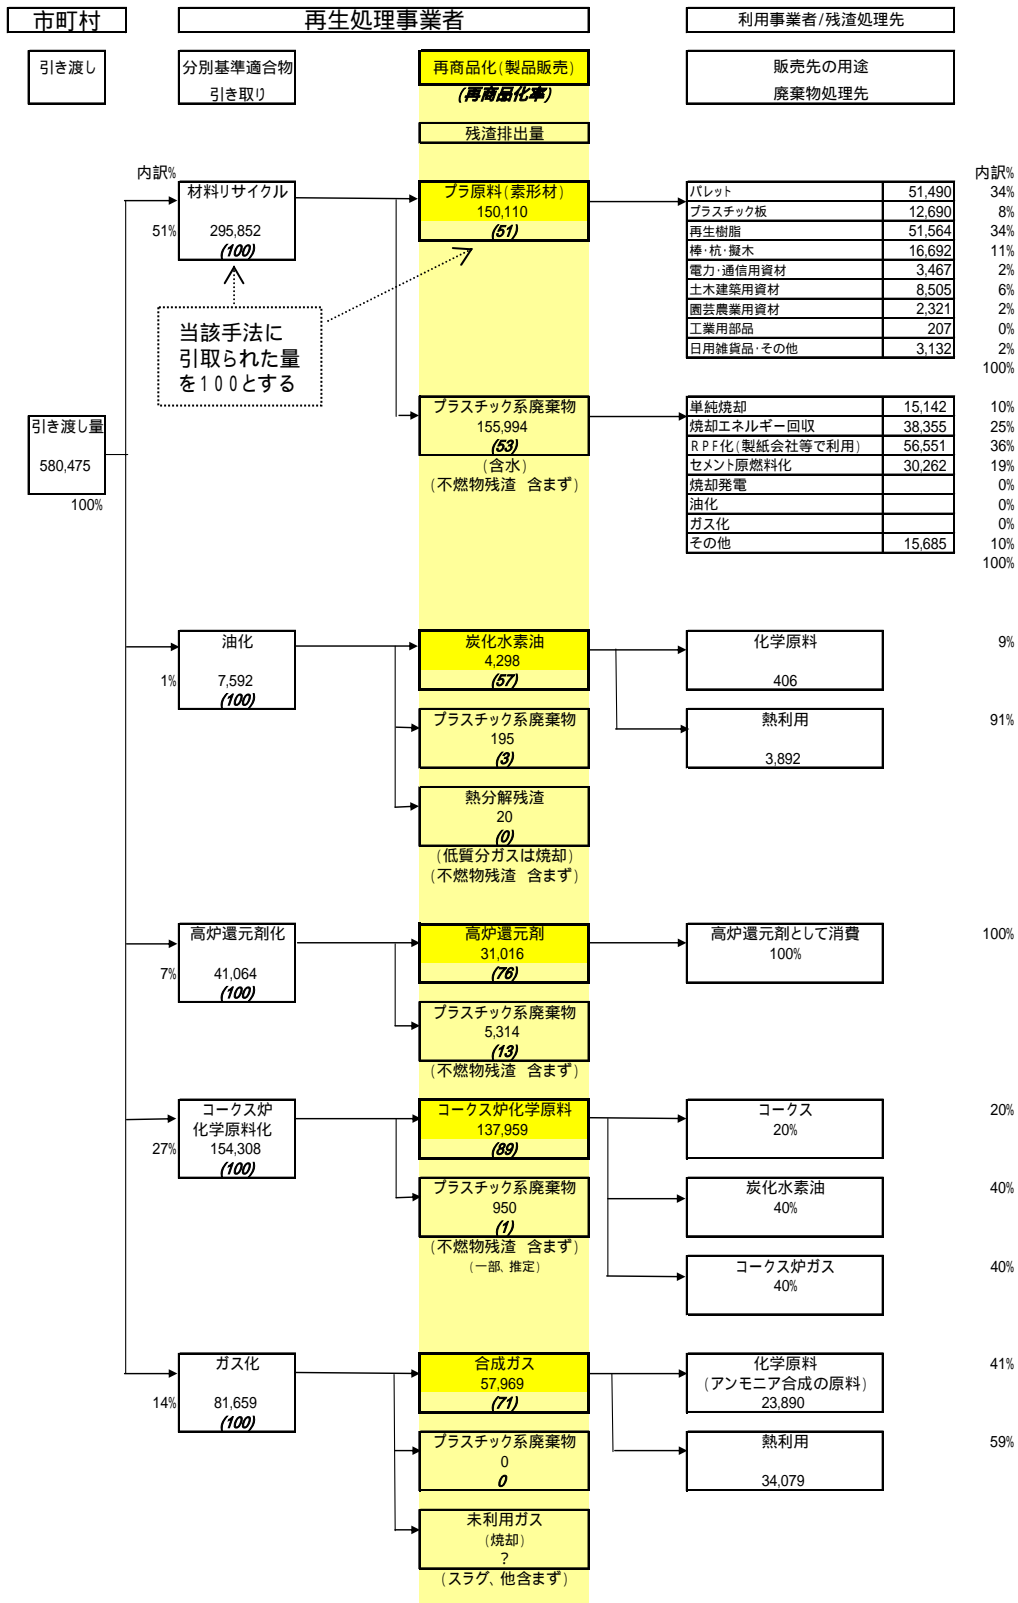 市町村
再生処理事業者
利用事業者/残渣処理先
引き渡し
分別基準適合物
引き取り
再商品化(製品販売)
(再商品化率)
販売先の用途
廃棄物処理先
残渣排出量
内訳%
内訳%
材料リサイクル
51%
295,852
(100)
プラ原料(素形材)
150,110
(51)
パレット 51,490 34%
プラスチック板 12,690 8%
再生樹脂 51,564 34%
棒・杭・擬木 16,692 11%
電力・通信用資材 3,467 2%
土木建築用資材 8,505 6%
園芸農業用資材 2,321 2%
工業用部品 207 0%
日用雑貨品・その他 3,132 2%
100%
当該手法に
引取られた量
を100とする
引き渡し量
580,475
100%
プラスチック系廃棄物
155,994
(53)
(含水)
(不燃物残渣 含まず)
単純焼却 15,142 10%
焼却エネルギー回収 38,355 25%
RPF化(製紙会社等で利用) 56,551 36%
セメント原燃料化 30,262 19%
焼却発電 0%
油化 0%
ガス化 0%
その他 15,685 10%
100%
油化
1%
7,592
(100)
炭化水素油
4,298
(57)
化学原料
406
9%
プラスチック系廃棄物
195
(3)
熱利用
3,892
91%
熱分解残渣
20
(0)
(低質分ガスは焼却)
(不燃物残渣 含まず)
高炉還元剤化
7%
41,064
(100)
高炉還元剤
31,016
(76)
高炉還元剤として消費
100%
100%
プラスチック系廃棄物
5,314
(13)
(不燃物残渣 含まず)
コークス炉
化学原料化
27%
154,308
(100)
コークス炉化学原料
137,959
(89)
コークス
20%
20%
プラスチック系廃棄物
950
(1)
(不燃物残渣 含まず)
(一部、推定)
炭化水素油
40%
40%
コークス炉ガス
40%
40%
ガス化
14%
81,659
(100)
合成ガス
57,969
(71)
化学原料
(アンモニア合成の原料)
23,890
41%
プラスチック系廃棄物
0
0
熱利用
34,079
59%
未利用ガス
(焼却)
?
(スラグ、他含まず)